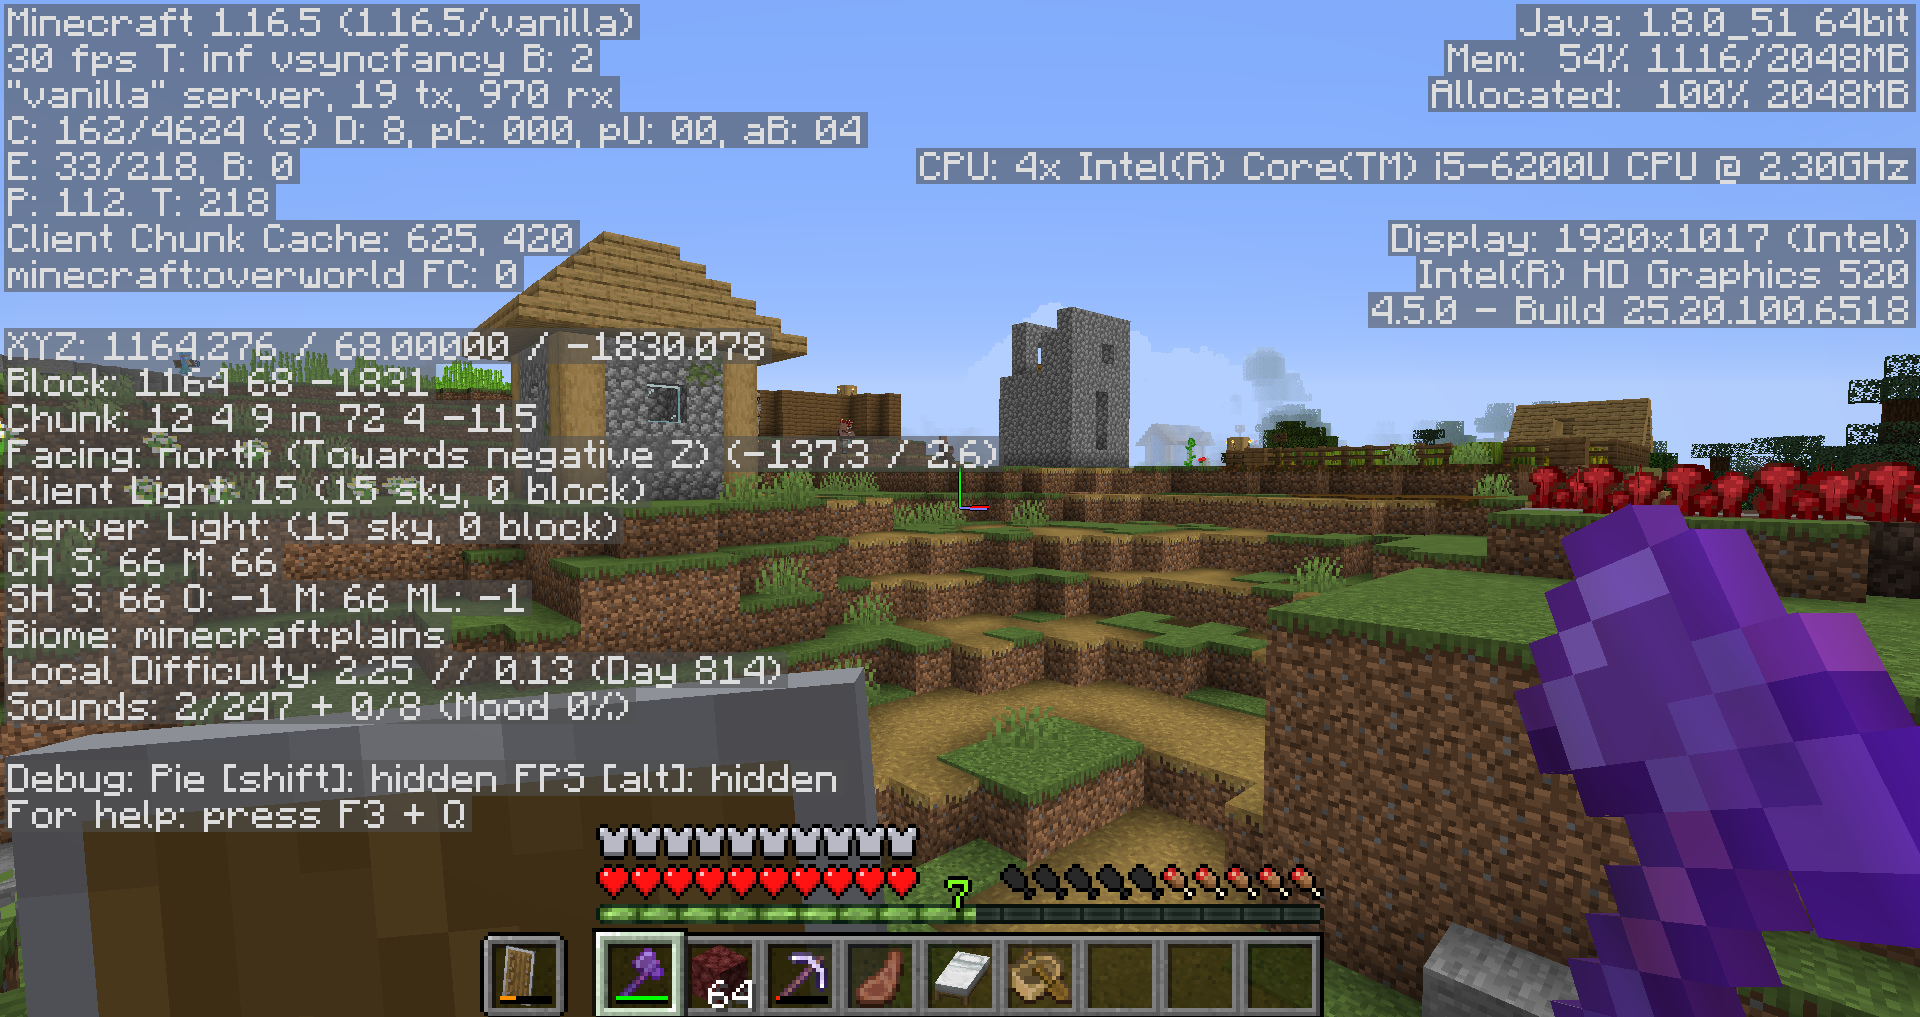 Minecraft 1.16.5 (1.16.5/vanilla)
30 fps T: inf vsyncfancy B: 2
"vanilla" server, 19 tx, 970 rx
C: 162/4624 (s) D: 8, pC: 000, pU: 00, aB: 04
E: 33/218, B: 0
P: 112. T: 218
Client Chunk Cache: 625, 420
minecraft:overworld FC: 0
XYZ: 1164.276 / 68.00000 / -1830.078
Block: 1164 68 -1831
Chunk: 12 4 9 in 72 4 -115
Facing: north (Towards negative Z) (-137.3 / 2.6)
Client Light: 15 (15 sky, 0 block)
Server Light: (15 sky, 0 block)
CH S: 66 M: 66
SH S: 66 O: -1 M: 66 ML: -1
Biome: minecraft:plains
Local Difficulty: 2.25 // 0.13 (Day 814)
Sounds: 2/247 + 0/8 (Mood 0%)
Debug: Pie [shift]: hidden FPS [alt]: hidden
For help: press F3 + Q
Java: 1.8.0_51 64bit
Mem: 54% 1116/2048MB
Allocated: 100% 2048MB
CPU: 4x Intel(R) Core(TM) i5-6200U CPU @ 2.30GHz
Display: 1920x1017 (Intel)
Intel(R) HD Graphics 520
4.5.0 - Build 25.20.100.6518
7
64